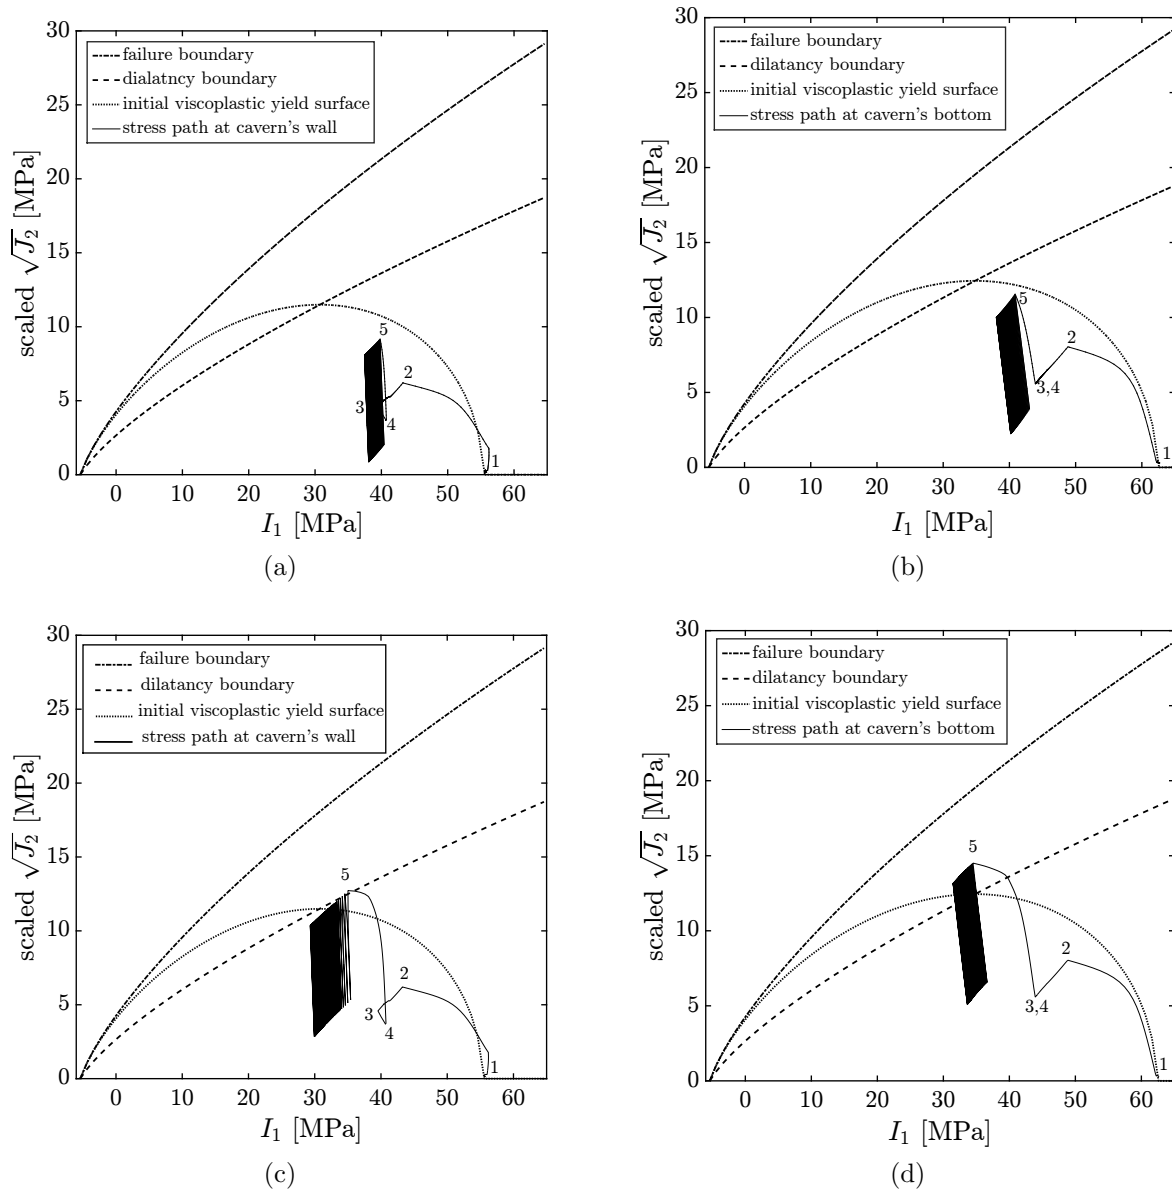 failure boundary
dialatncy boundary
initial viscoplastic yield surface
stress path at cavern's wall
30
25
20
15
10
5
0
scaled √J₂ [MPa]
5
2
3
4
1
0 10 20 30 40 50 60
I₁ [MPa]
(a)
failure boundary
dilatancy boundary
initial viscoplastic yield surface
stress path at cavern's bottom
30
25
20
15
10
5
0
scaled √J₂ [MPa]
5
2
3,4
1
0 10 20 30 40 50 60
I₁ [MPa]
(b)
failure boundary
dilatancy boundary
initial viscoplastic yield surface
stress path at cavern's wall
30
25
20
15
10
5
0
scaled √J₂ [MPa]
5
2
3
4
1
0 10 20 30 40 50 60
I₁ [MPa]
(c)
failure boundary
dilatancy boundary
initial viscoplastic yield surface
stress path at cavern's bottom
30
25
20
15
10
5
0
scaled √J₂ [MPa]
5
2
3,4
1
0 10 20 30 40 50 60
I₁ [MPa]
(d)